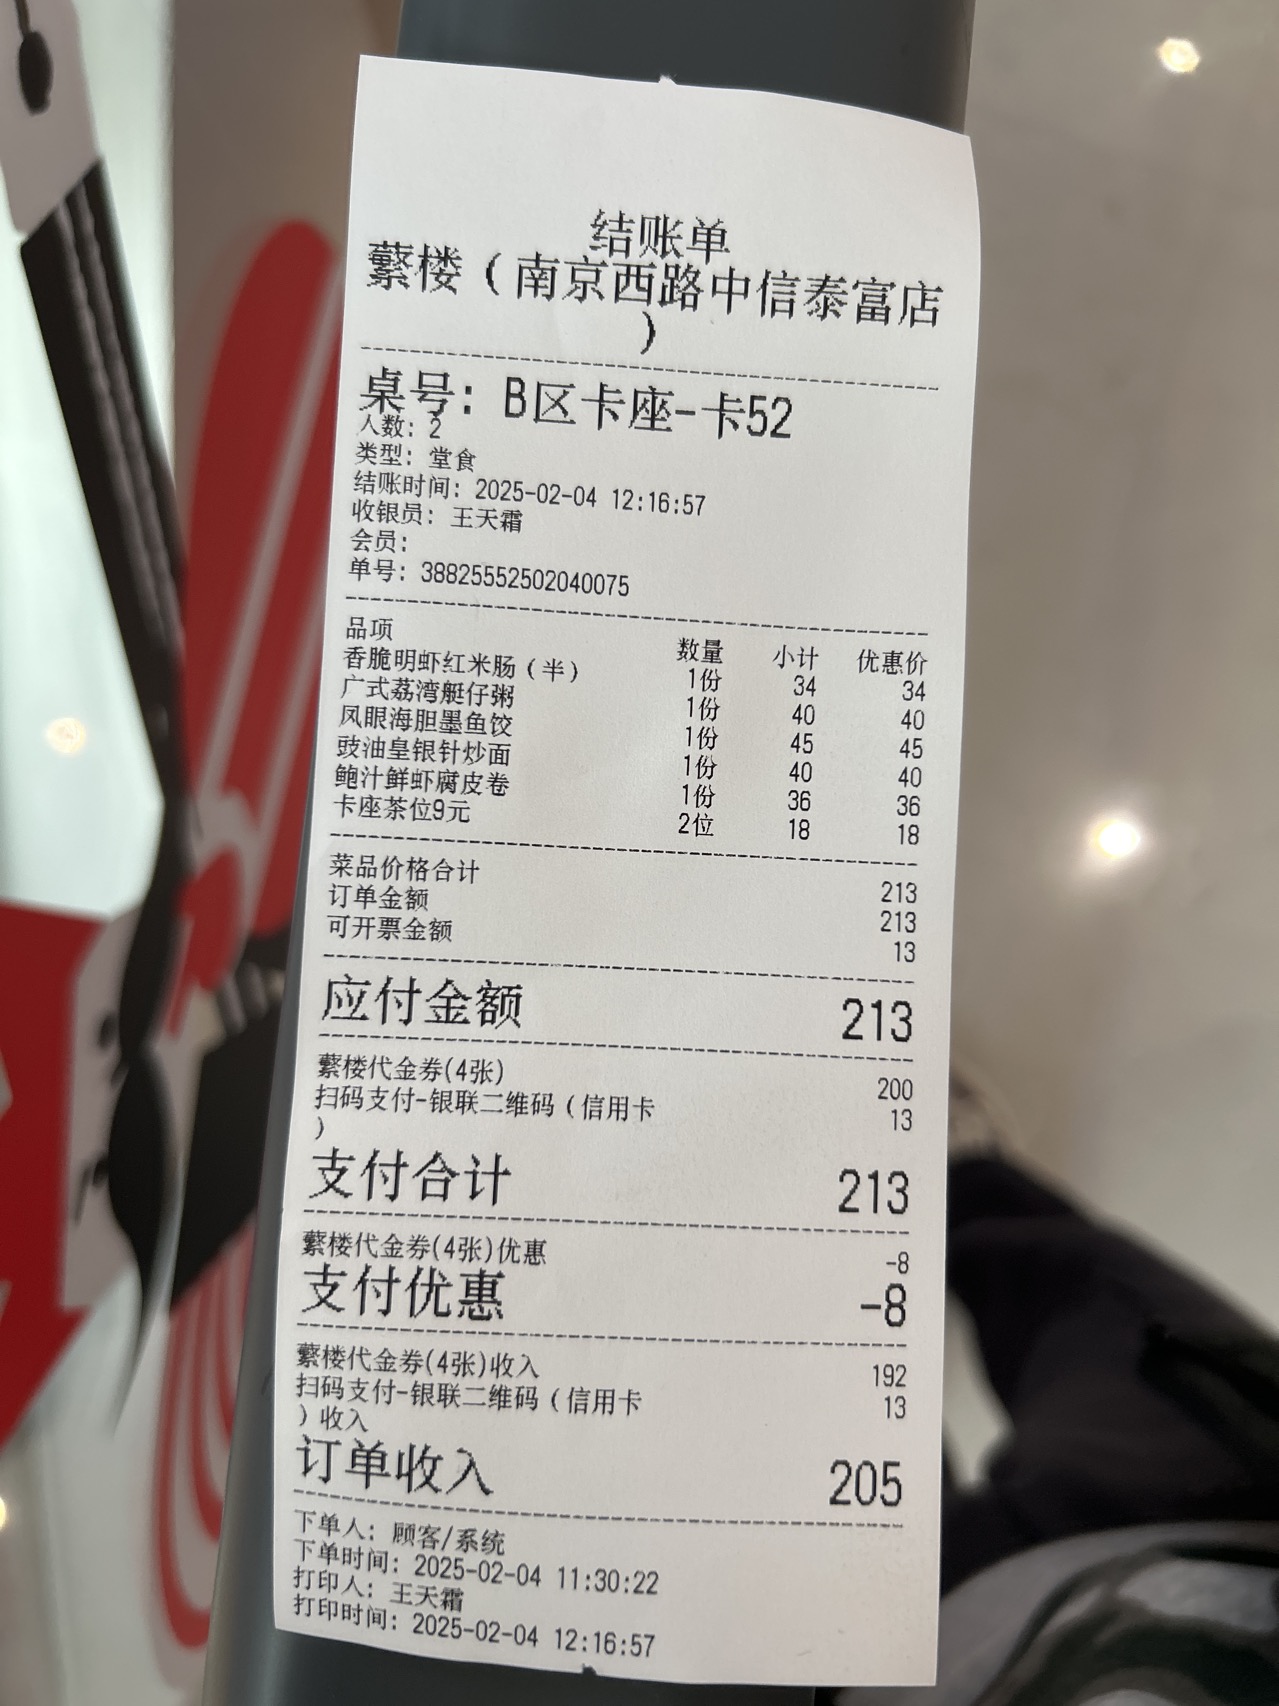 结账单
蘩楼（南京西路中信泰富店
）
桌号: B区卡座-卡52
人数: 2
类型: 堂食
结账时间: 2025-02-04 12:16:57
收银员: 王天霜
会员:
单号: 38825552502040075
品项 数量 小计 优惠价
香脆明虾红米肠（半） 1份 34 34
广式荔湾艇仔粥 1份 40 40
凤眼海胆墨鱼饺 1份 45 45
豉油皇银针炒面 1份 40 40
鲍汁鲜虾腐皮卷 1份 36 36
卡座茶位9元 2位 18 18
菜品价格合计 213
订单金额 213
可开票金额 13
应付金额 213
蘩楼代金券(4张) 200
扫码支付-银联二维码（信用卡 13
）
支付合计 213
蘩楼代金券(4张)优惠 -8
支付优惠 -8
蘩楼代金券(4张)收入 192
扫码支付-银联二维码（信用卡 13
）收入
订单收入 205
下单人: 顾客/系统
下单时间: 2025-02-04 11:30:22
打印人: 王天霜
打印时间: 2025-02-04 12:16:57